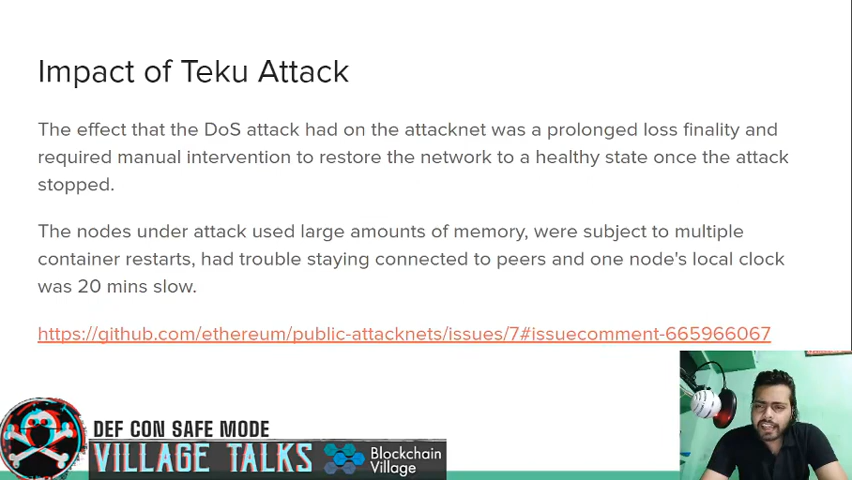 Impact of Teku Attack
The effect that the DoS attack had on the attacknet was a prolonged loss finality and
required manual intervention to restore the network to a healthy state once the attack
stopped.
The nodes under attack used large amounts of memory, were subject to multiple
container restarts, had trouble staying connected to peers and one node's local clock
was 20 mins slow.
https://github.com/ethereum/public-attacknets/issues/7#issuecomment-665966067
DEF CON SAFE MODE
VILLAGE TALKS
Blockchain
Village